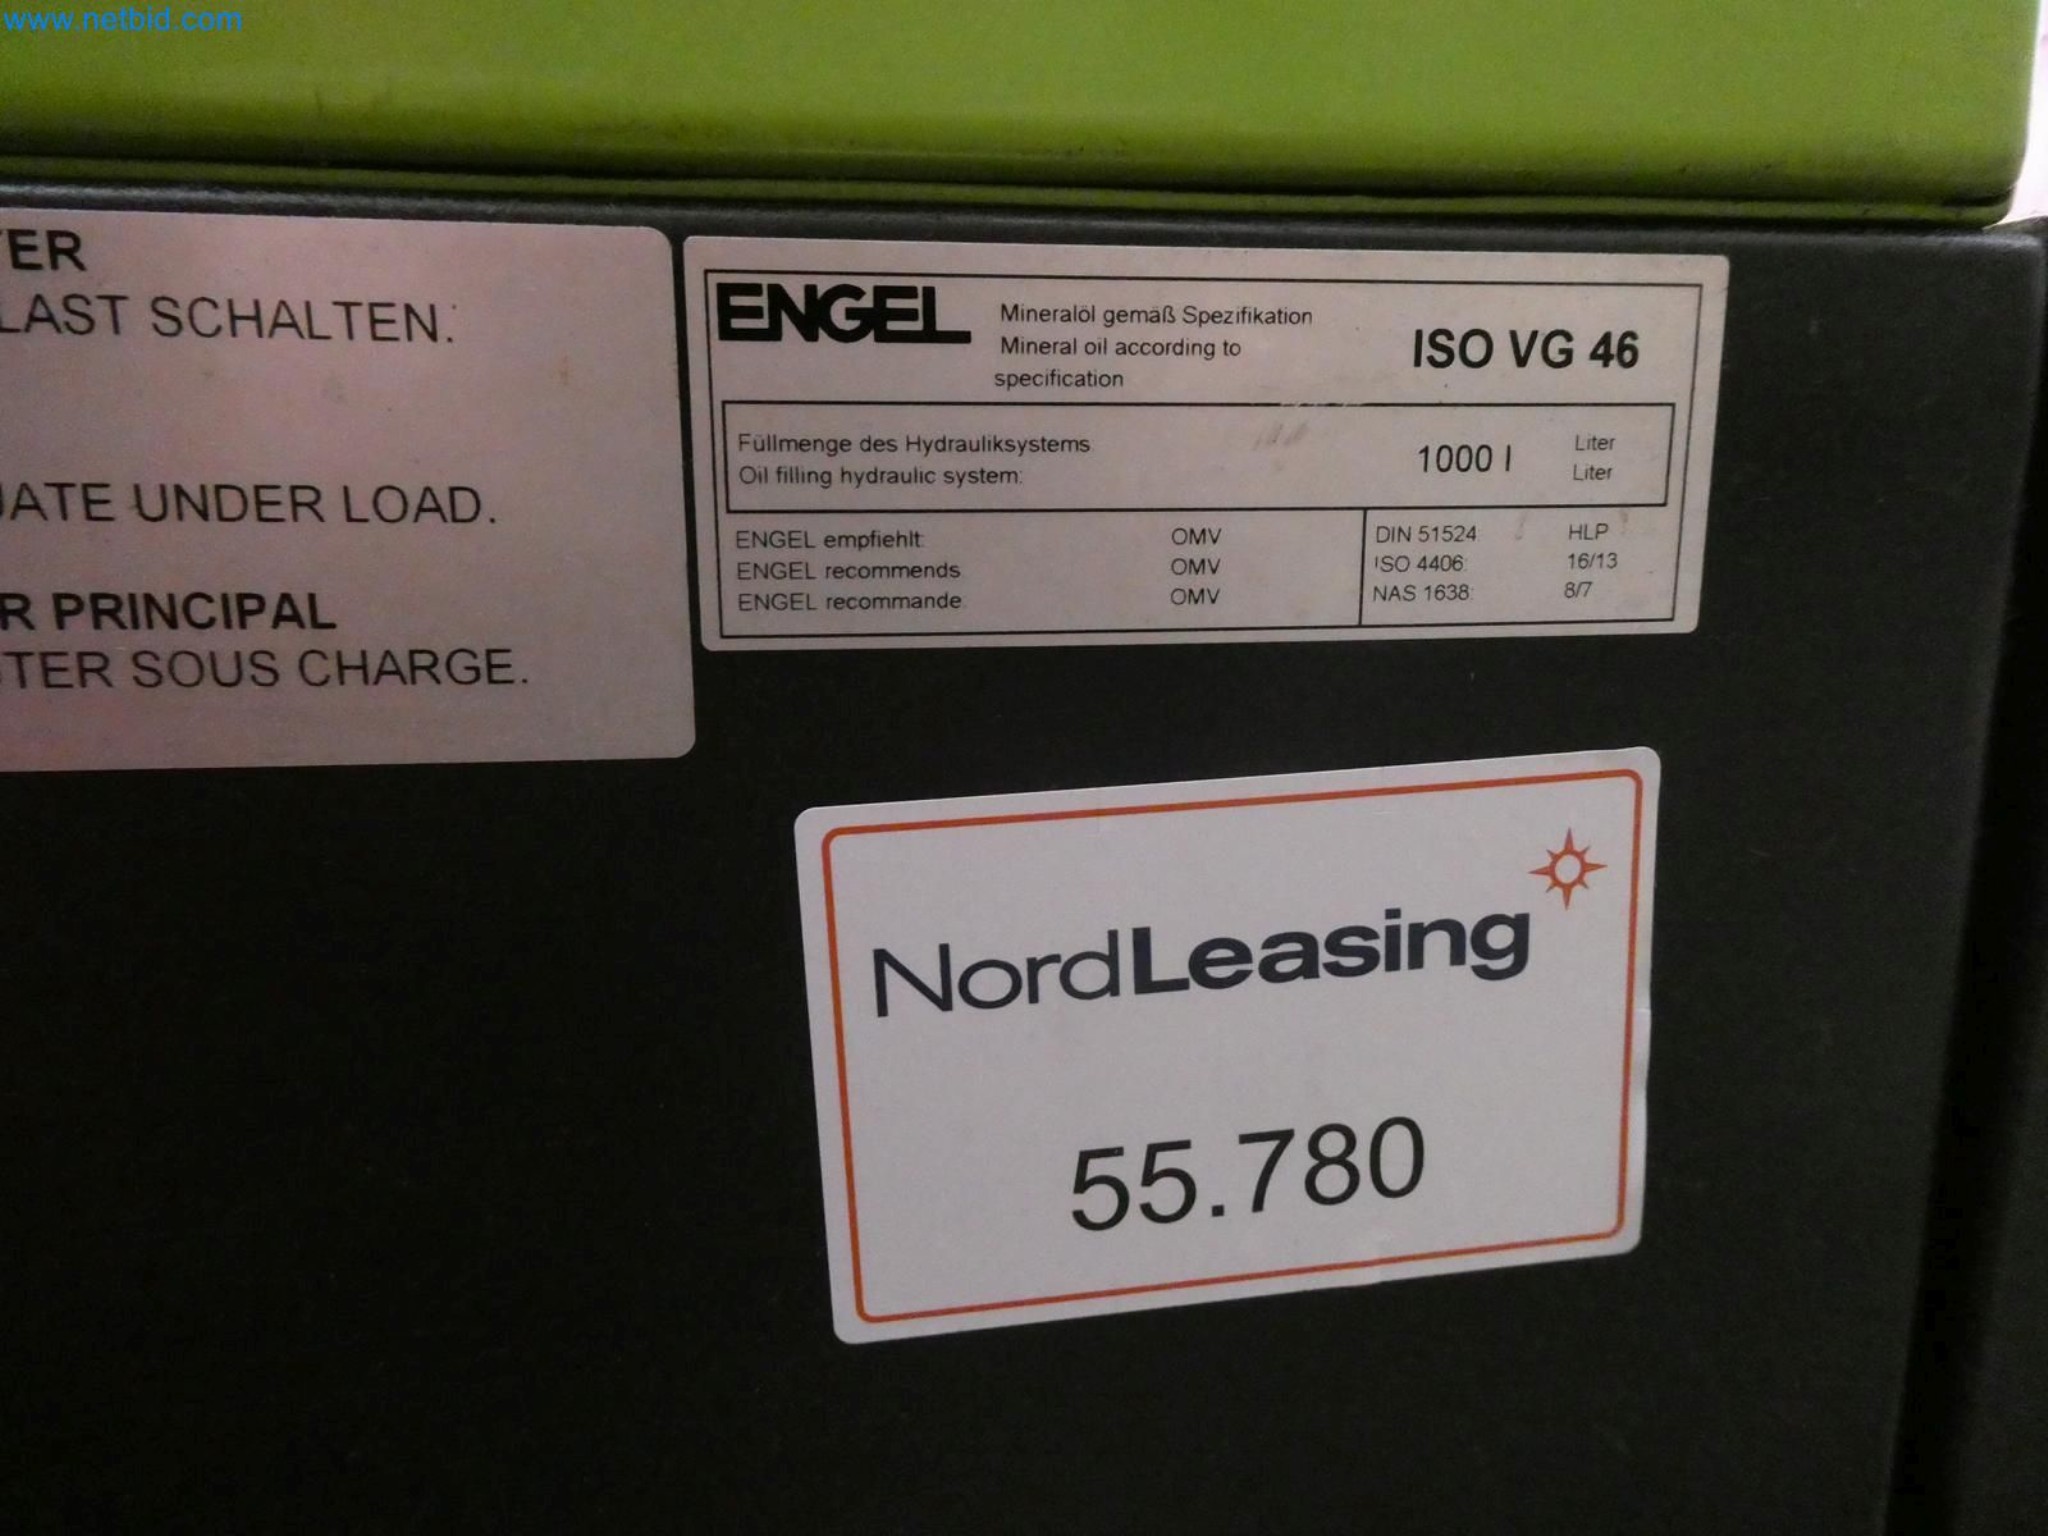 www.netbid.com
TER
LAST SCHALTEN.
UATE UNDER LOAD.
R PRINCIPAL
TER SOUS CHARGE.
ENGEL
Mineralöl gemäß Spezifikation
Mineral oil according to
specification
ISO VG 46
Füllmenge des Hydrauliksystems
Oil filling hydraulic system:
1000 l
Liter
Liter
ENGEL empfiehlt: OMV
ENGEL recommends OMV
ENGEL recommande: OMV
DIN 51524: HLP
ISO 4406: 16/13
NAS 1638: 8/7
NordLeasing
55.780